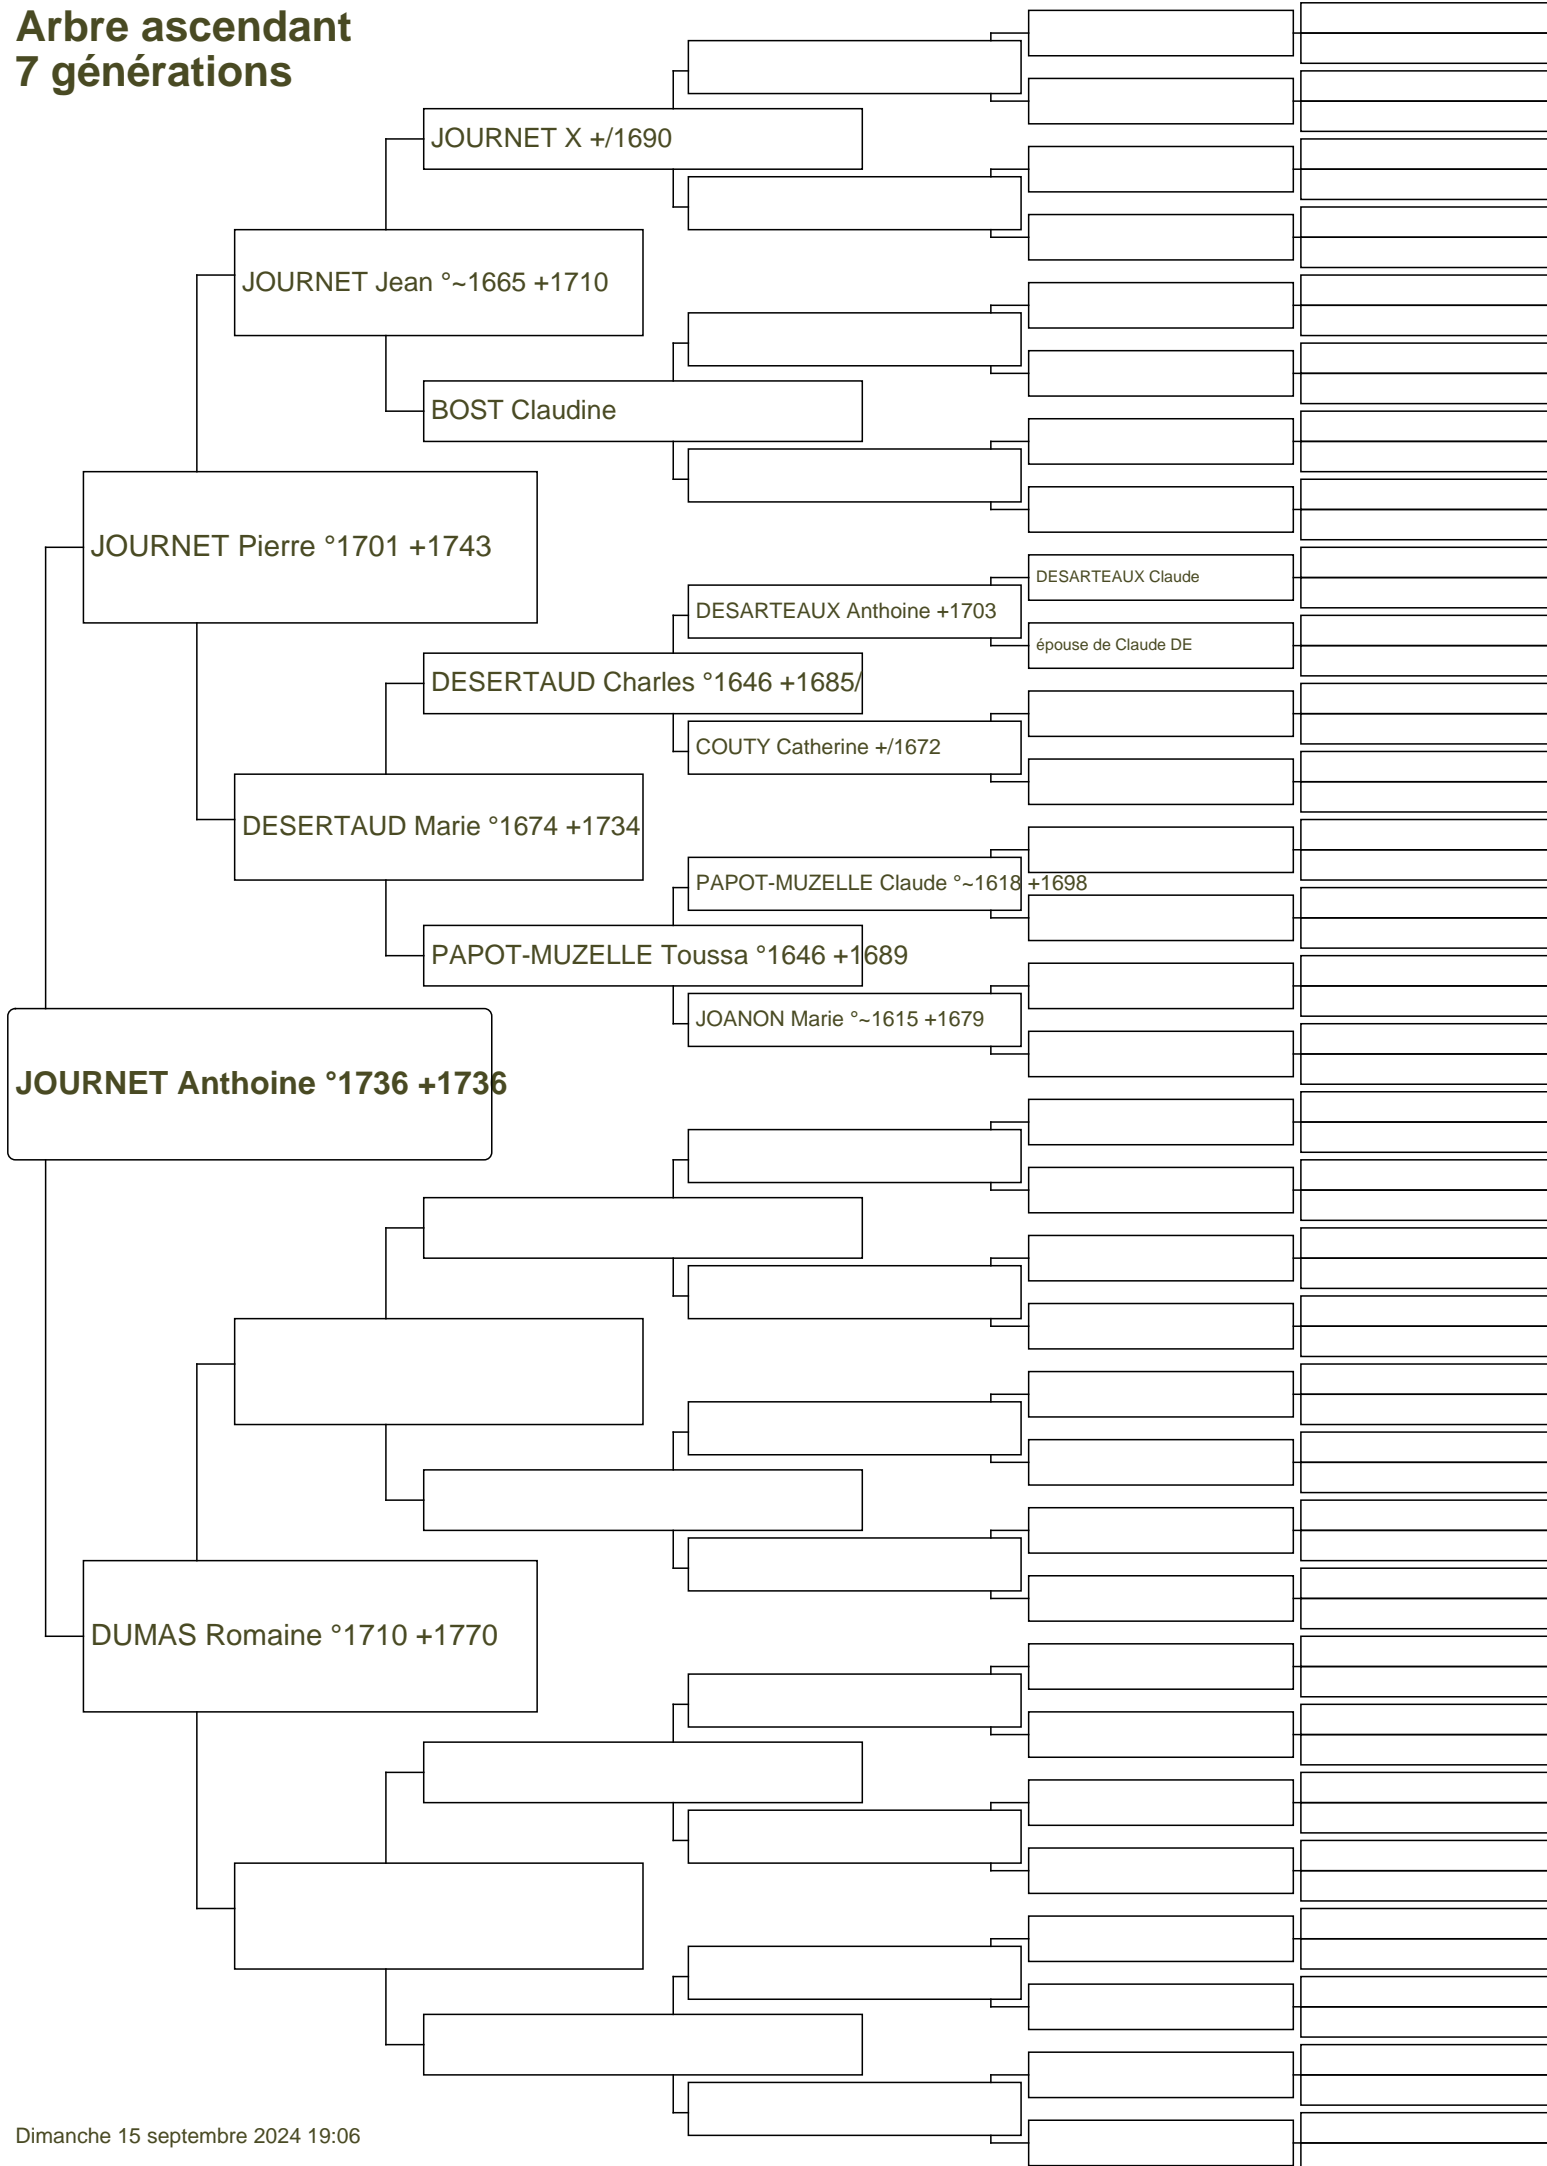 Arbre ascendant
7 générations
JOURNET X +/1690
JOURNET Jean °~1665 +1710
BOST Claudine
JOURNET Pierre °1701 +1743
DESARTEAUX Claude
DESARTEAUX Anthoine +1703
épouse de Claude DE
DESERTAUD Charles °1646 +1685/
COUTY Catherine +/1672
DESERTAUD Marie °1674 +1734
PAPOT-MUZELLE Claude °~1618 +1698
PAPOT-MUZELLE Toussa °1646 +1689
JOANON Marie °~1615 +1679
JOURNET Anthoine °1736 +1736
DUMAS Romaine °1710 +1770
Dimanche 15 septembre 2024 19:06